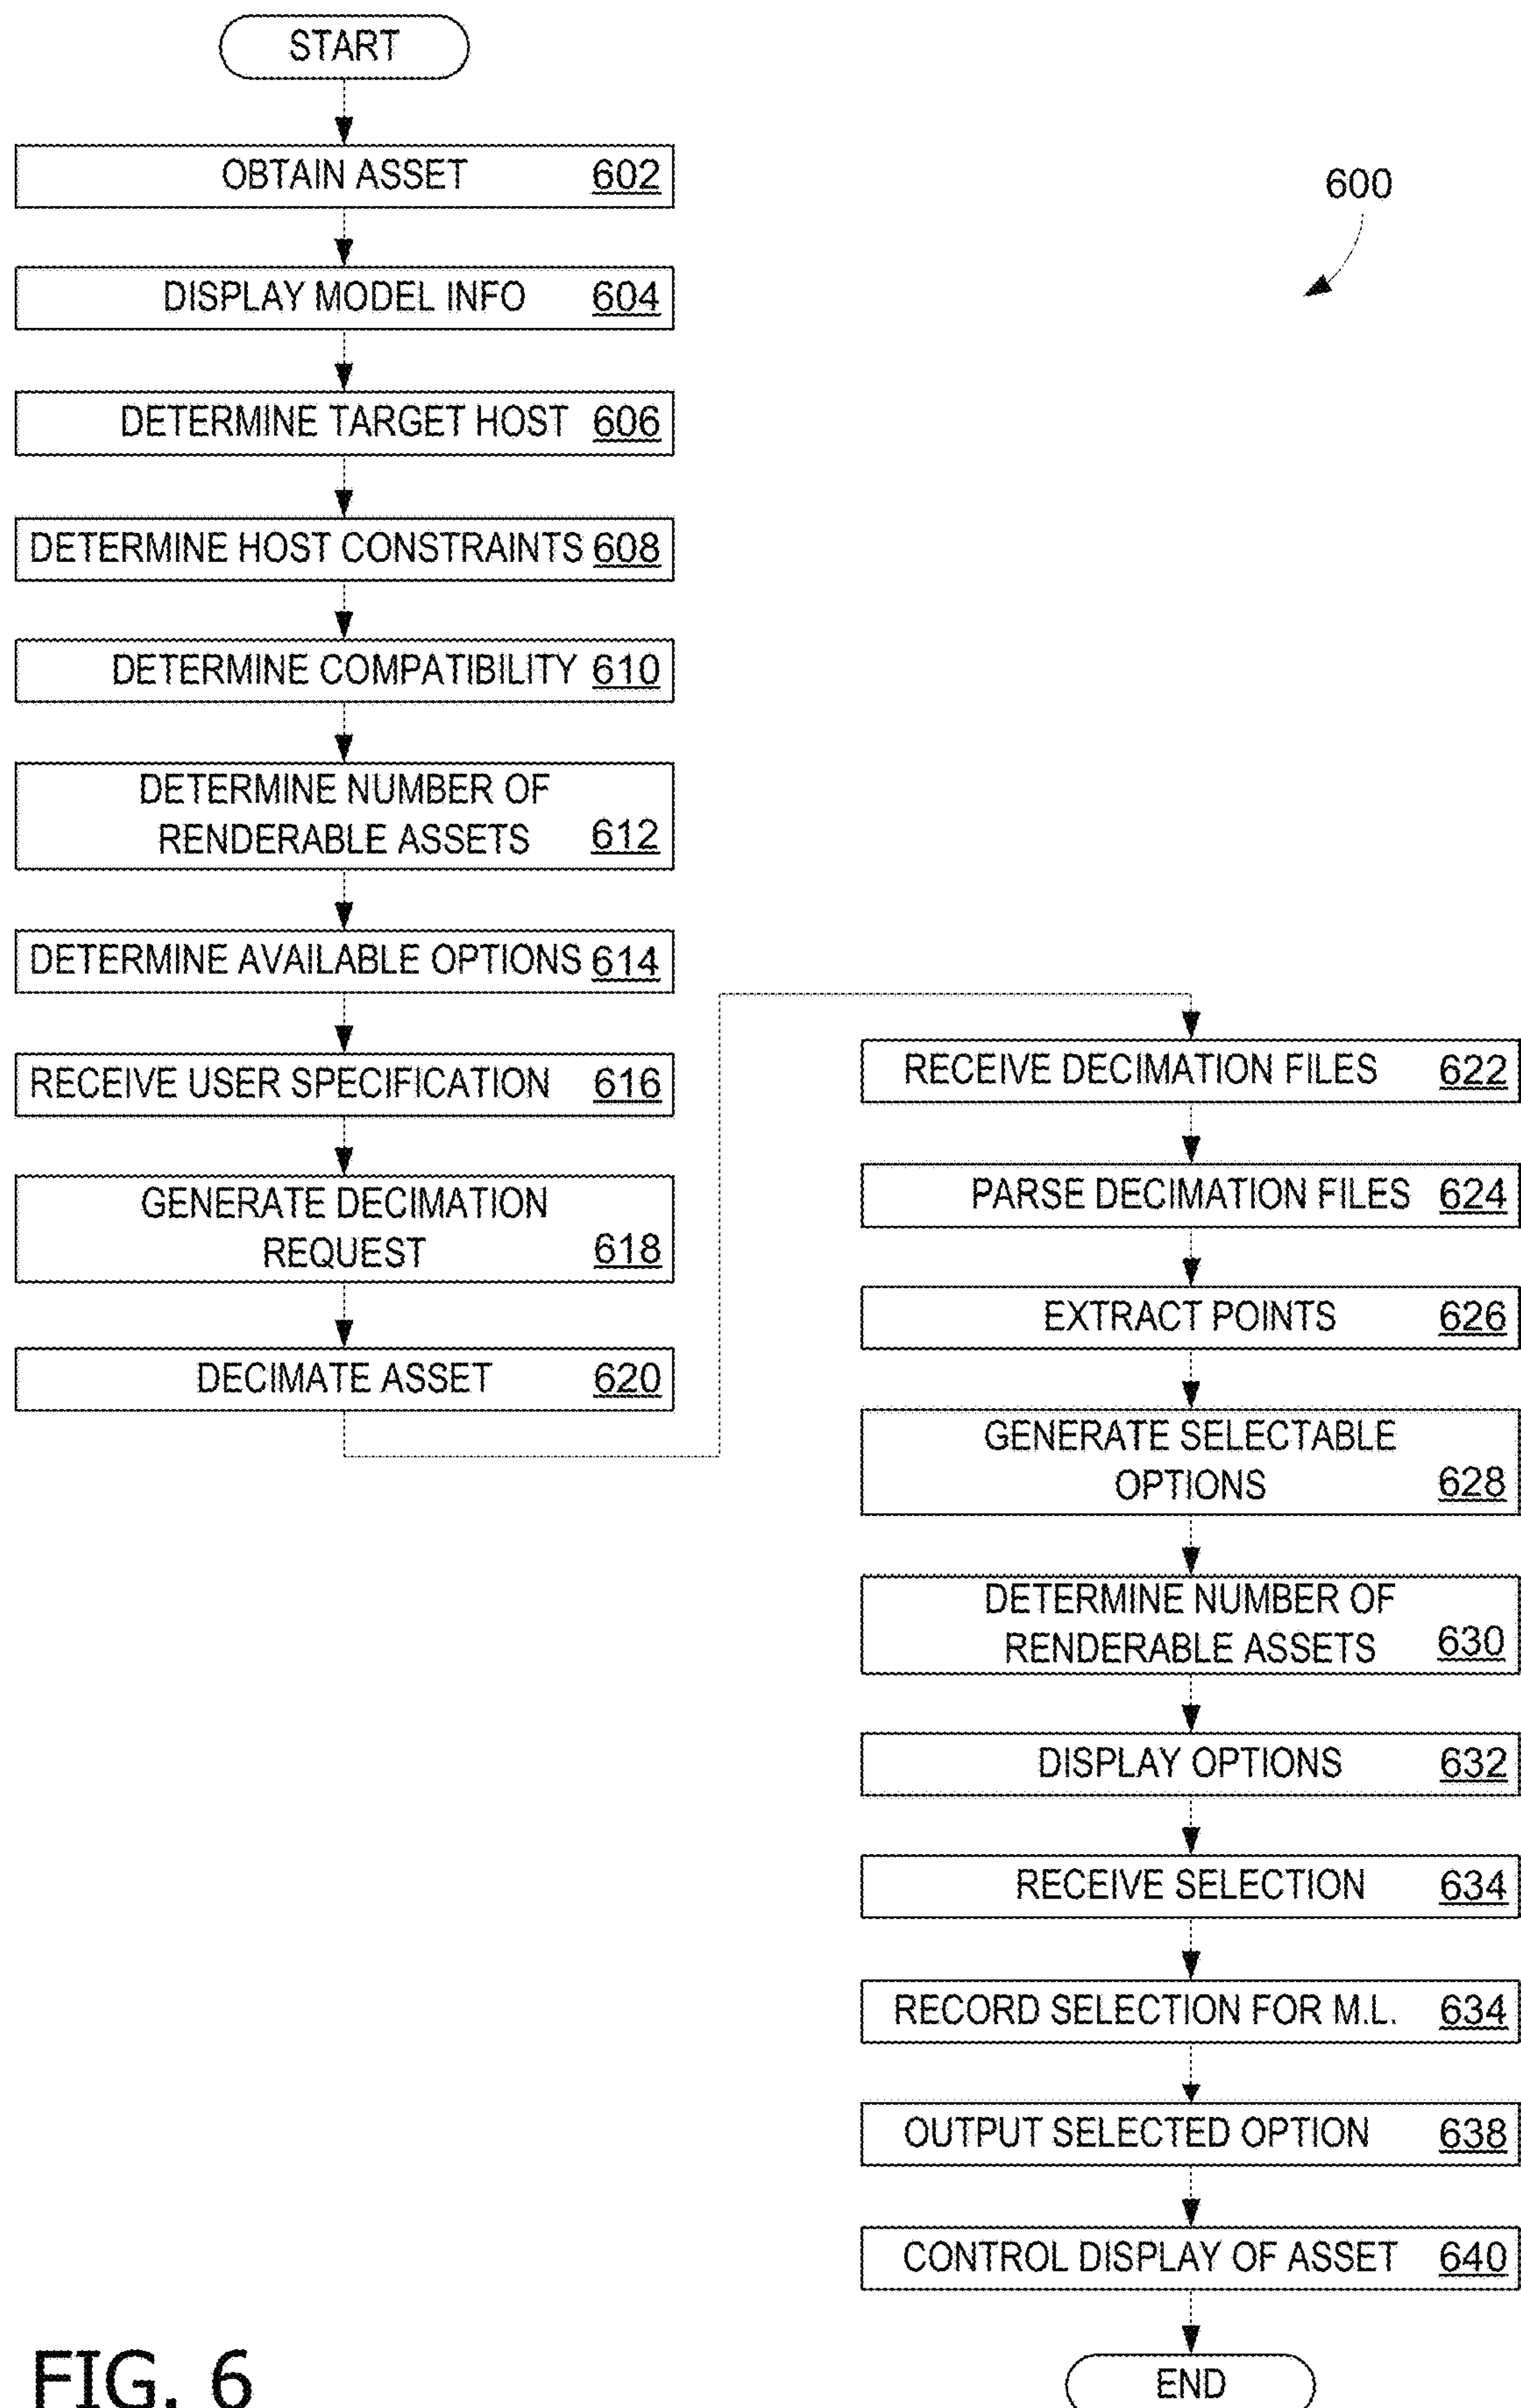 START
OBTAIN ASSET 602
600
DISPLAY MODEL INFO 604
DETERMINE TARGET HOST 606
DETERMINE HOST CONSTRAINTS 608
DETERMINE COMPATIBILITY 610
DETERMINE NUMBER OF
RENDERABLE ASSETS 612
DETERMINE AVAILABLE OPTIONS 614
RECEIVE USER SPECIFICATION 616
GENERATE DECIMATION
REQUEST 618
DECIMATE ASSET 620
RECEIVE DECIMATION FILES 622
PARSE DECIMATION FILES 624
EXTRACT POINTS 626
GENERATE SELECTABLE
OPTIONS 628
DETERMINE NUMBER OF
RENDERABLE ASSETS 630
DISPLAY OPTIONS 632
RECEIVE SELECTION 634
RECORD SELECTION FOR M.L. 634
OUTPUT SELECTED OPTION 638
CONTROL DISPLAY OF ASSET 640
END
FIG. 6